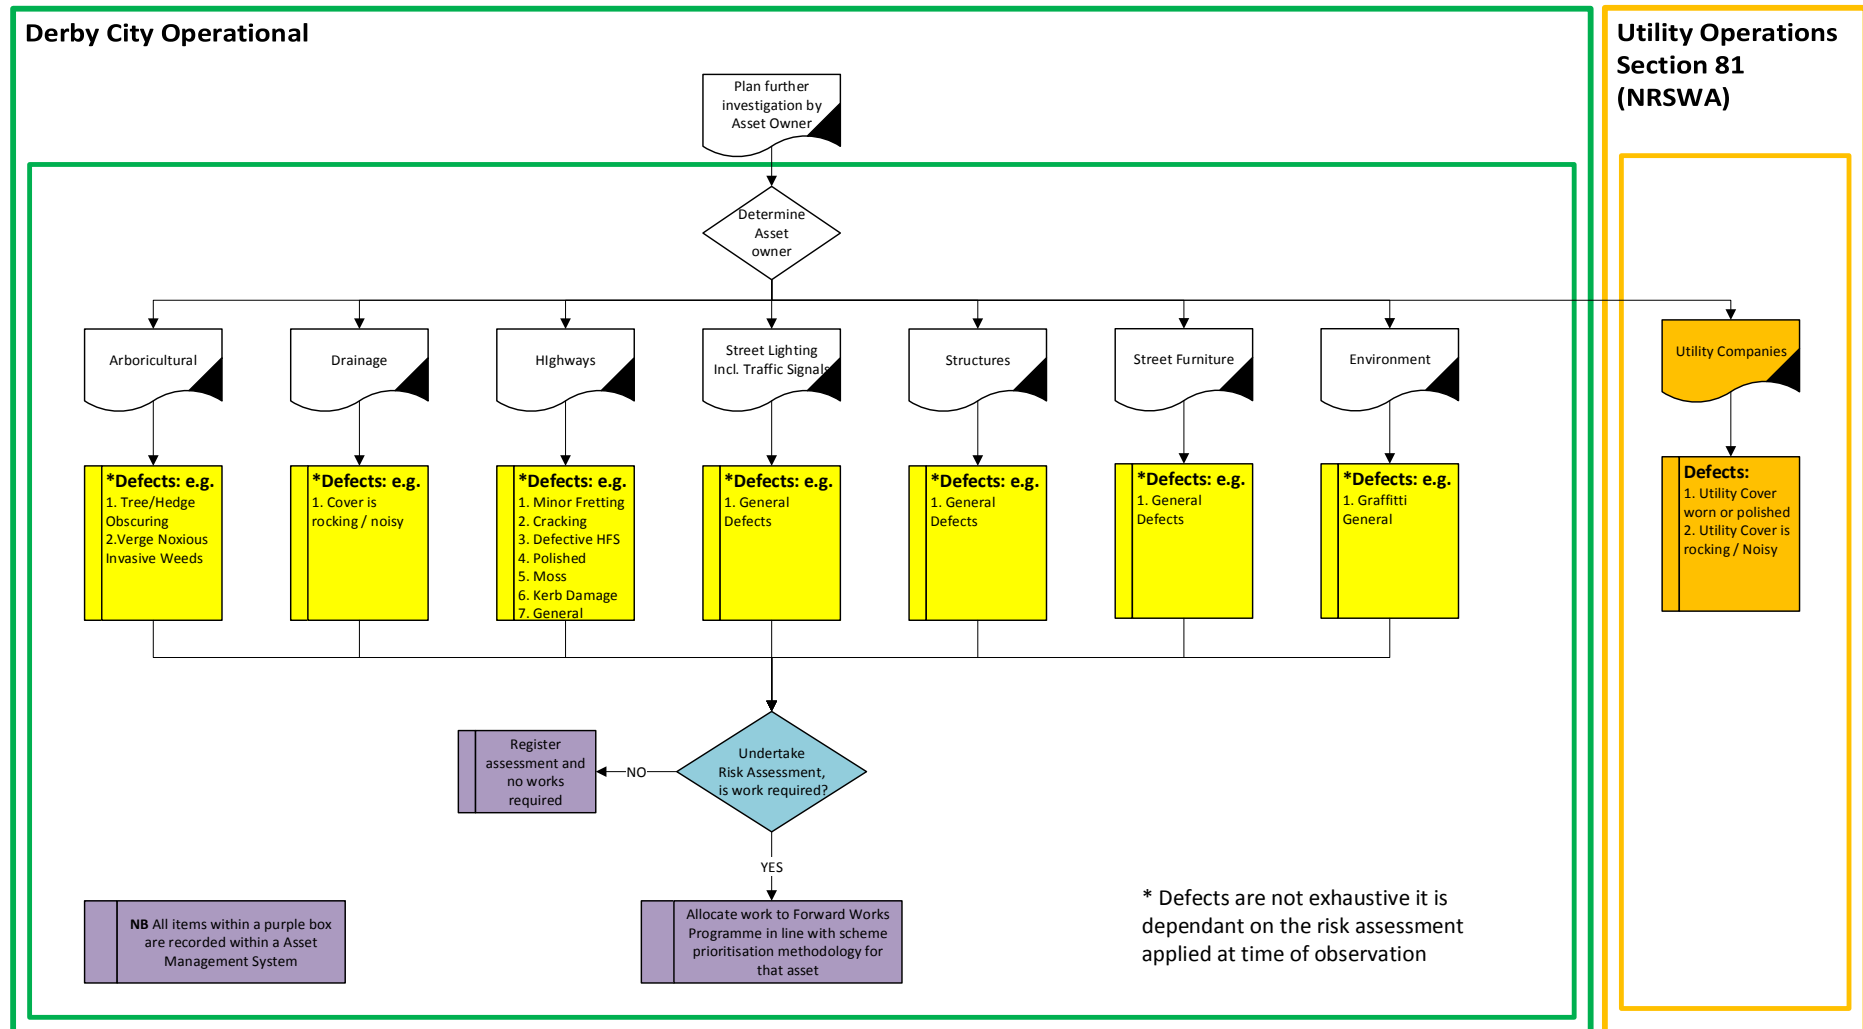 Derby City Operational
Utility Operations
Section 81
(NRSWA)
Plan further
investigation by
Asset Owner
Determine
Asset
owner
Arboricultural
Drainage
HIghways
Street Lighting
Incl. Traffic Signals
Structures
Street Furniture
Environment
Utility Companies
*Defects: e.g.
1. Tree/Hedge
Obscuring
2.Verge Noxious
Invasive Weeds
*Defects: e.g.
1. Cover is
rocking / noisy
*Defects: e.g.
1. Minor Fretting
2. Cracking
3. Defective HFS
4. Polished
5. Moss
6. Kerb Damage
7. General
*Defects: e.g.
1. General
Defects
*Defects: e.g.
1. General
Defects
*Defects: e.g.
1. General
Defects
*Defects: e.g.
1. Graffitti
General
Defects:
1. Utility Cover
worn or polished
2. Utility Cover is
rocking / Noisy
Register
assessment and
no works
required
NO
Undertake
Risk Assessment,
is work required?
YES
NB All items within a purple box
are recorded within a Asset
Management System
Allocate work to Forward Works
Programme in line with scheme
prioritisation methodology for
that asset
* Defects are not exhaustive it is
dependant on the risk assessment
applied at time of observation